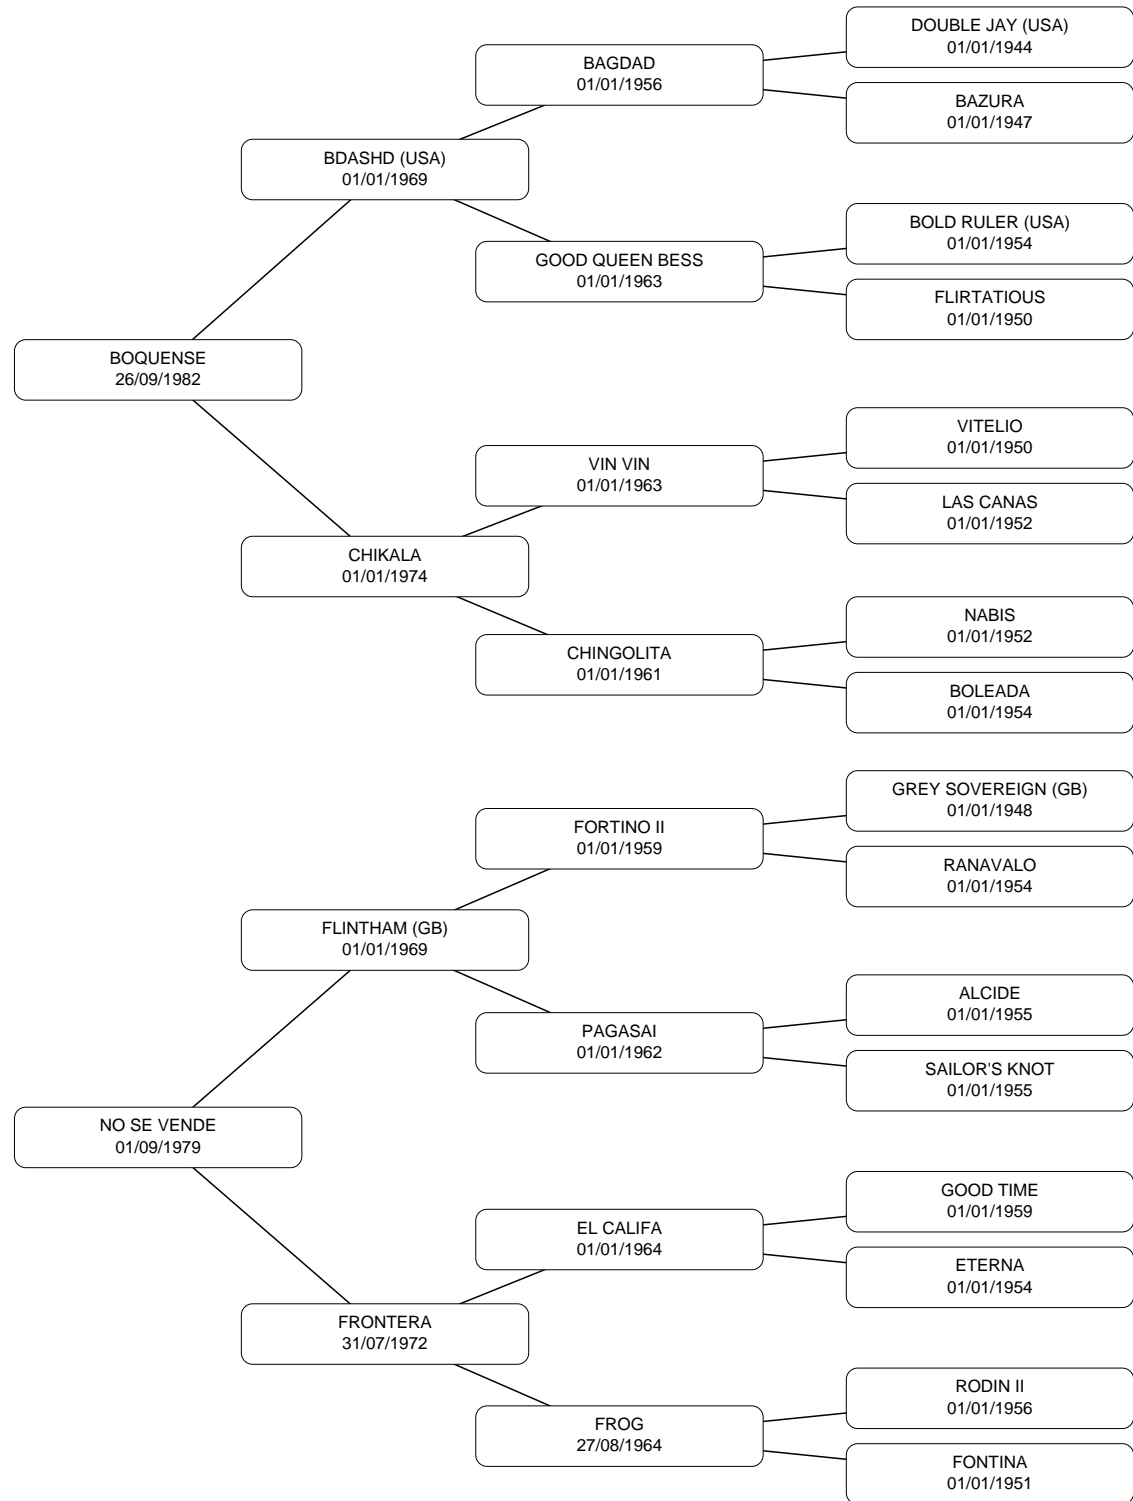 DOUBLE JAY (USA)
01/01/1944
BAGDAD
01/01/1956
BAZURA
01/01/1947
BDASHD (USA)
01/01/1969
BOLD RULER (USA)
01/01/1954
GOOD QUEEN BESS
01/01/1963
FLIRTATIOUS
01/01/1950
BOQUENSE
26/09/1982
VITELIO
01/01/1950
VIN VIN
01/01/1963
LAS CANAS
01/01/1952
CHIKALA
01/01/1974
NABIS
01/01/1952
CHINGOLITA
01/01/1961
BOLEADA
01/01/1954
GREY SOVEREIGN (GB)
01/01/1948
FORTINO II
01/01/1959
RANAVALO
01/01/1954
FLINTHAM (GB)
01/01/1969
ALCIDE
01/01/1955
PAGASAI
01/01/1962
SAILOR'S KNOT
01/01/1955
NO SE VENDE
01/09/1979
GOOD TIME
01/01/1959
EL CALIFA
01/01/1964
ETERNA
01/01/1954
FRONTERA
31/07/1972
RODIN II
01/01/1956
FROG
27/08/1964
FONTINA
01/01/1951